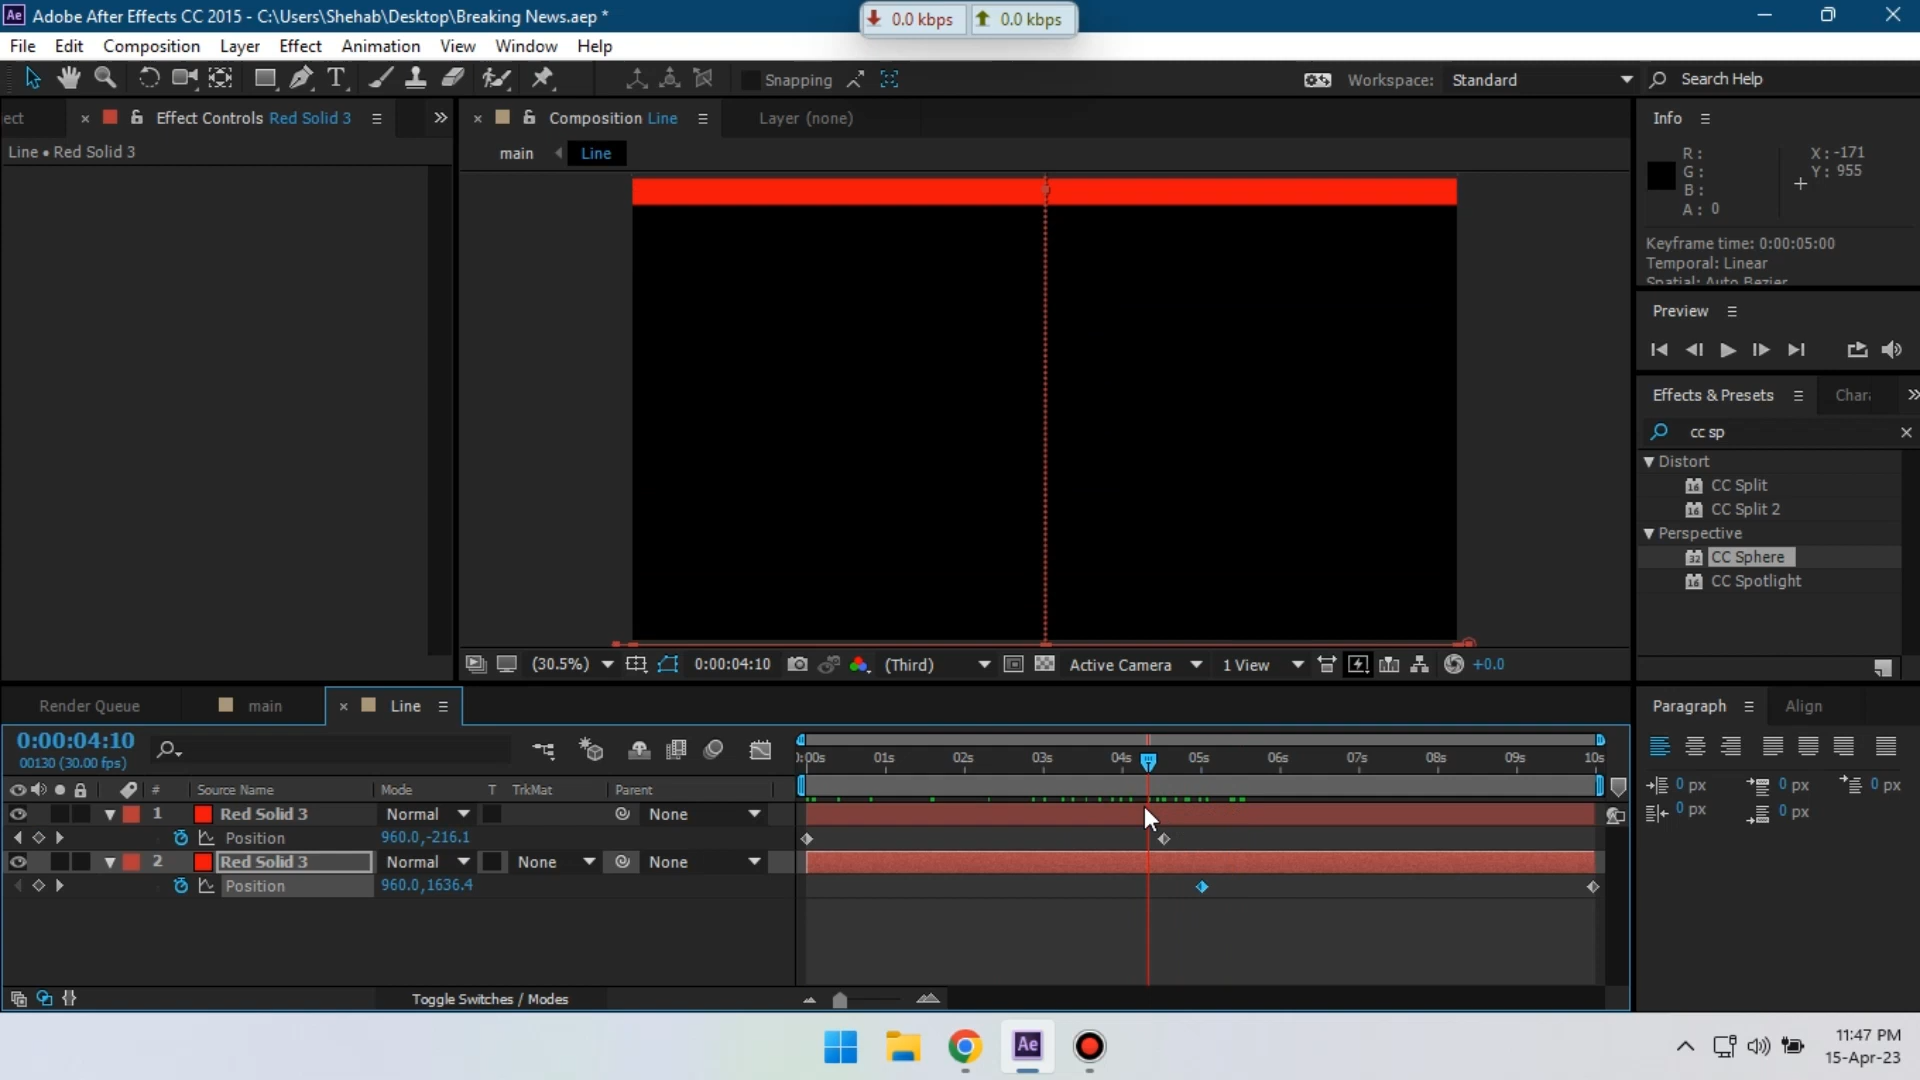 Ae Adobe After Effects CC 2015 - C:\Users\Shehab\Desktop\Breaking News.aep *
0.0 kbps 0.0 kbps
File Edit Composition Layer Effect Animation View Window Help
Snapping Workspace: Standard Search Help
ect Effect Controls Red Solid 3
Composition Line Layer (none)
Line • Red Solid 3
main Line
Info
R: X: -171
G: Y: 955
B:
A: 0
Keyframe time: 0:00:05:00
Temporal: Linear
Spatial: Auto Bezier
Preview
Effects & Presets Chara
cc sp
Distort
CC Split
CC Split 2
Perspective
CC Sphere
CC Spotlight
(30.5%) 0:00:04:10 (Third) Active Camera 1 View +0.0
Render Queue main Line
Paragraph Align
0:00:04:10
00130 (30.00 fps)
):00s 01s 02s 03s 04s 05s 06s 07s 08s 09s 10s
# Source Name Mode T TrkMat Parent
1 Red Solid 3 Normal None
Position 960.0,-216.1
2 Red Solid 3 Normal None None
Position 960.0,1636.4
0 px 0 px 0 px
0 px 0 px
Toggle Switches / Modes
Ae
11:47 PM
15-Apr-23